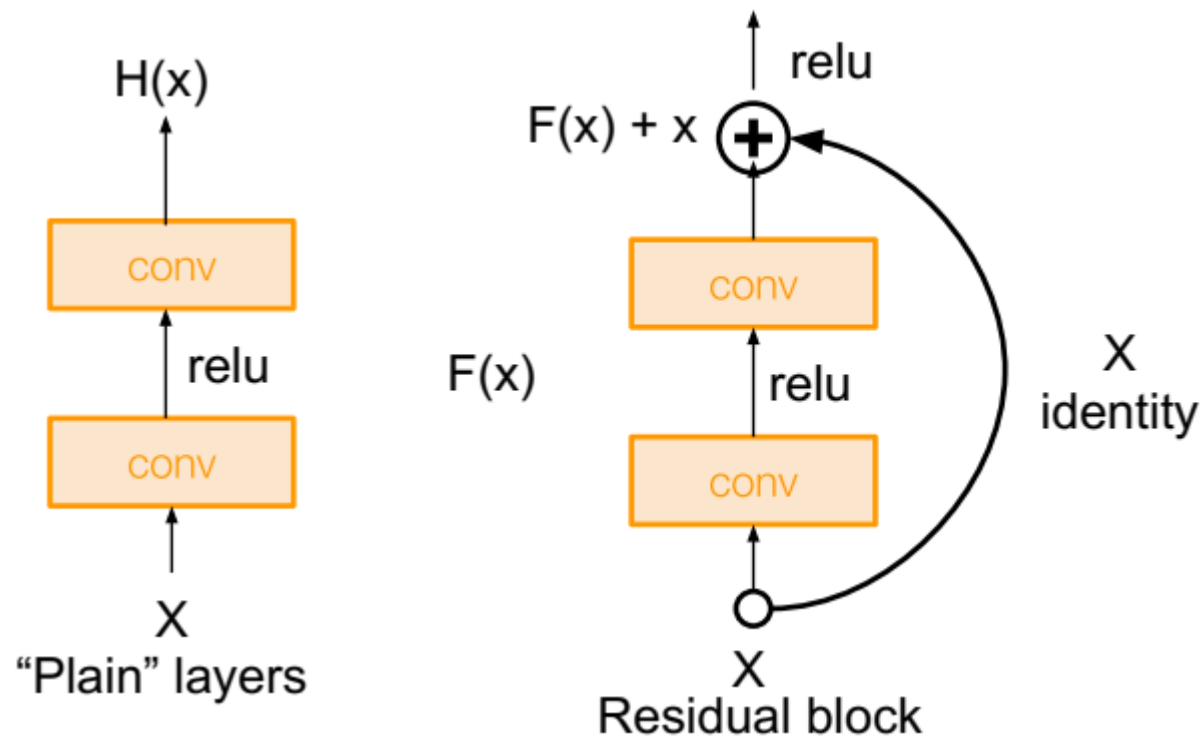 H(x)
conv
relu
conv
X
“Plain” layers
relu
F(x) + x
conv
F(x)
relu
X
identity
conv
X
Residual block